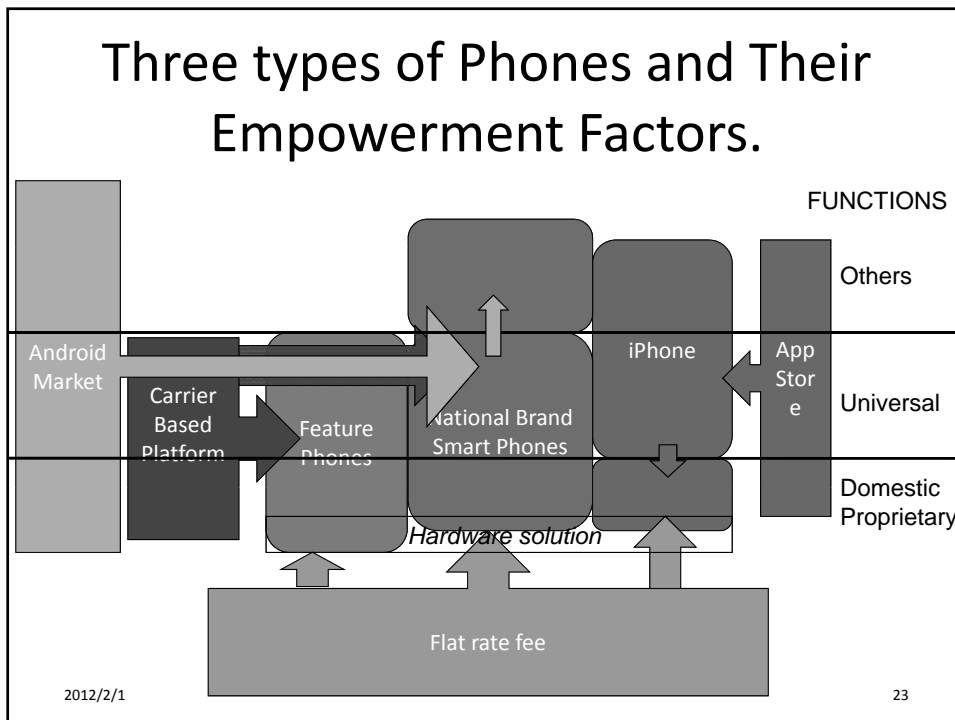 Three types of Phones and Their
Empowerment Factors.
FUNCTIONS
Others
Android
Market
iPhone
App
Stor
e
Carrier
Based
Platform
Universal
Feature
Phones
National Brand
Smart Phones
Domestic
Proprietary
Hardware solution
Flat rate fee
2012/2/1
23